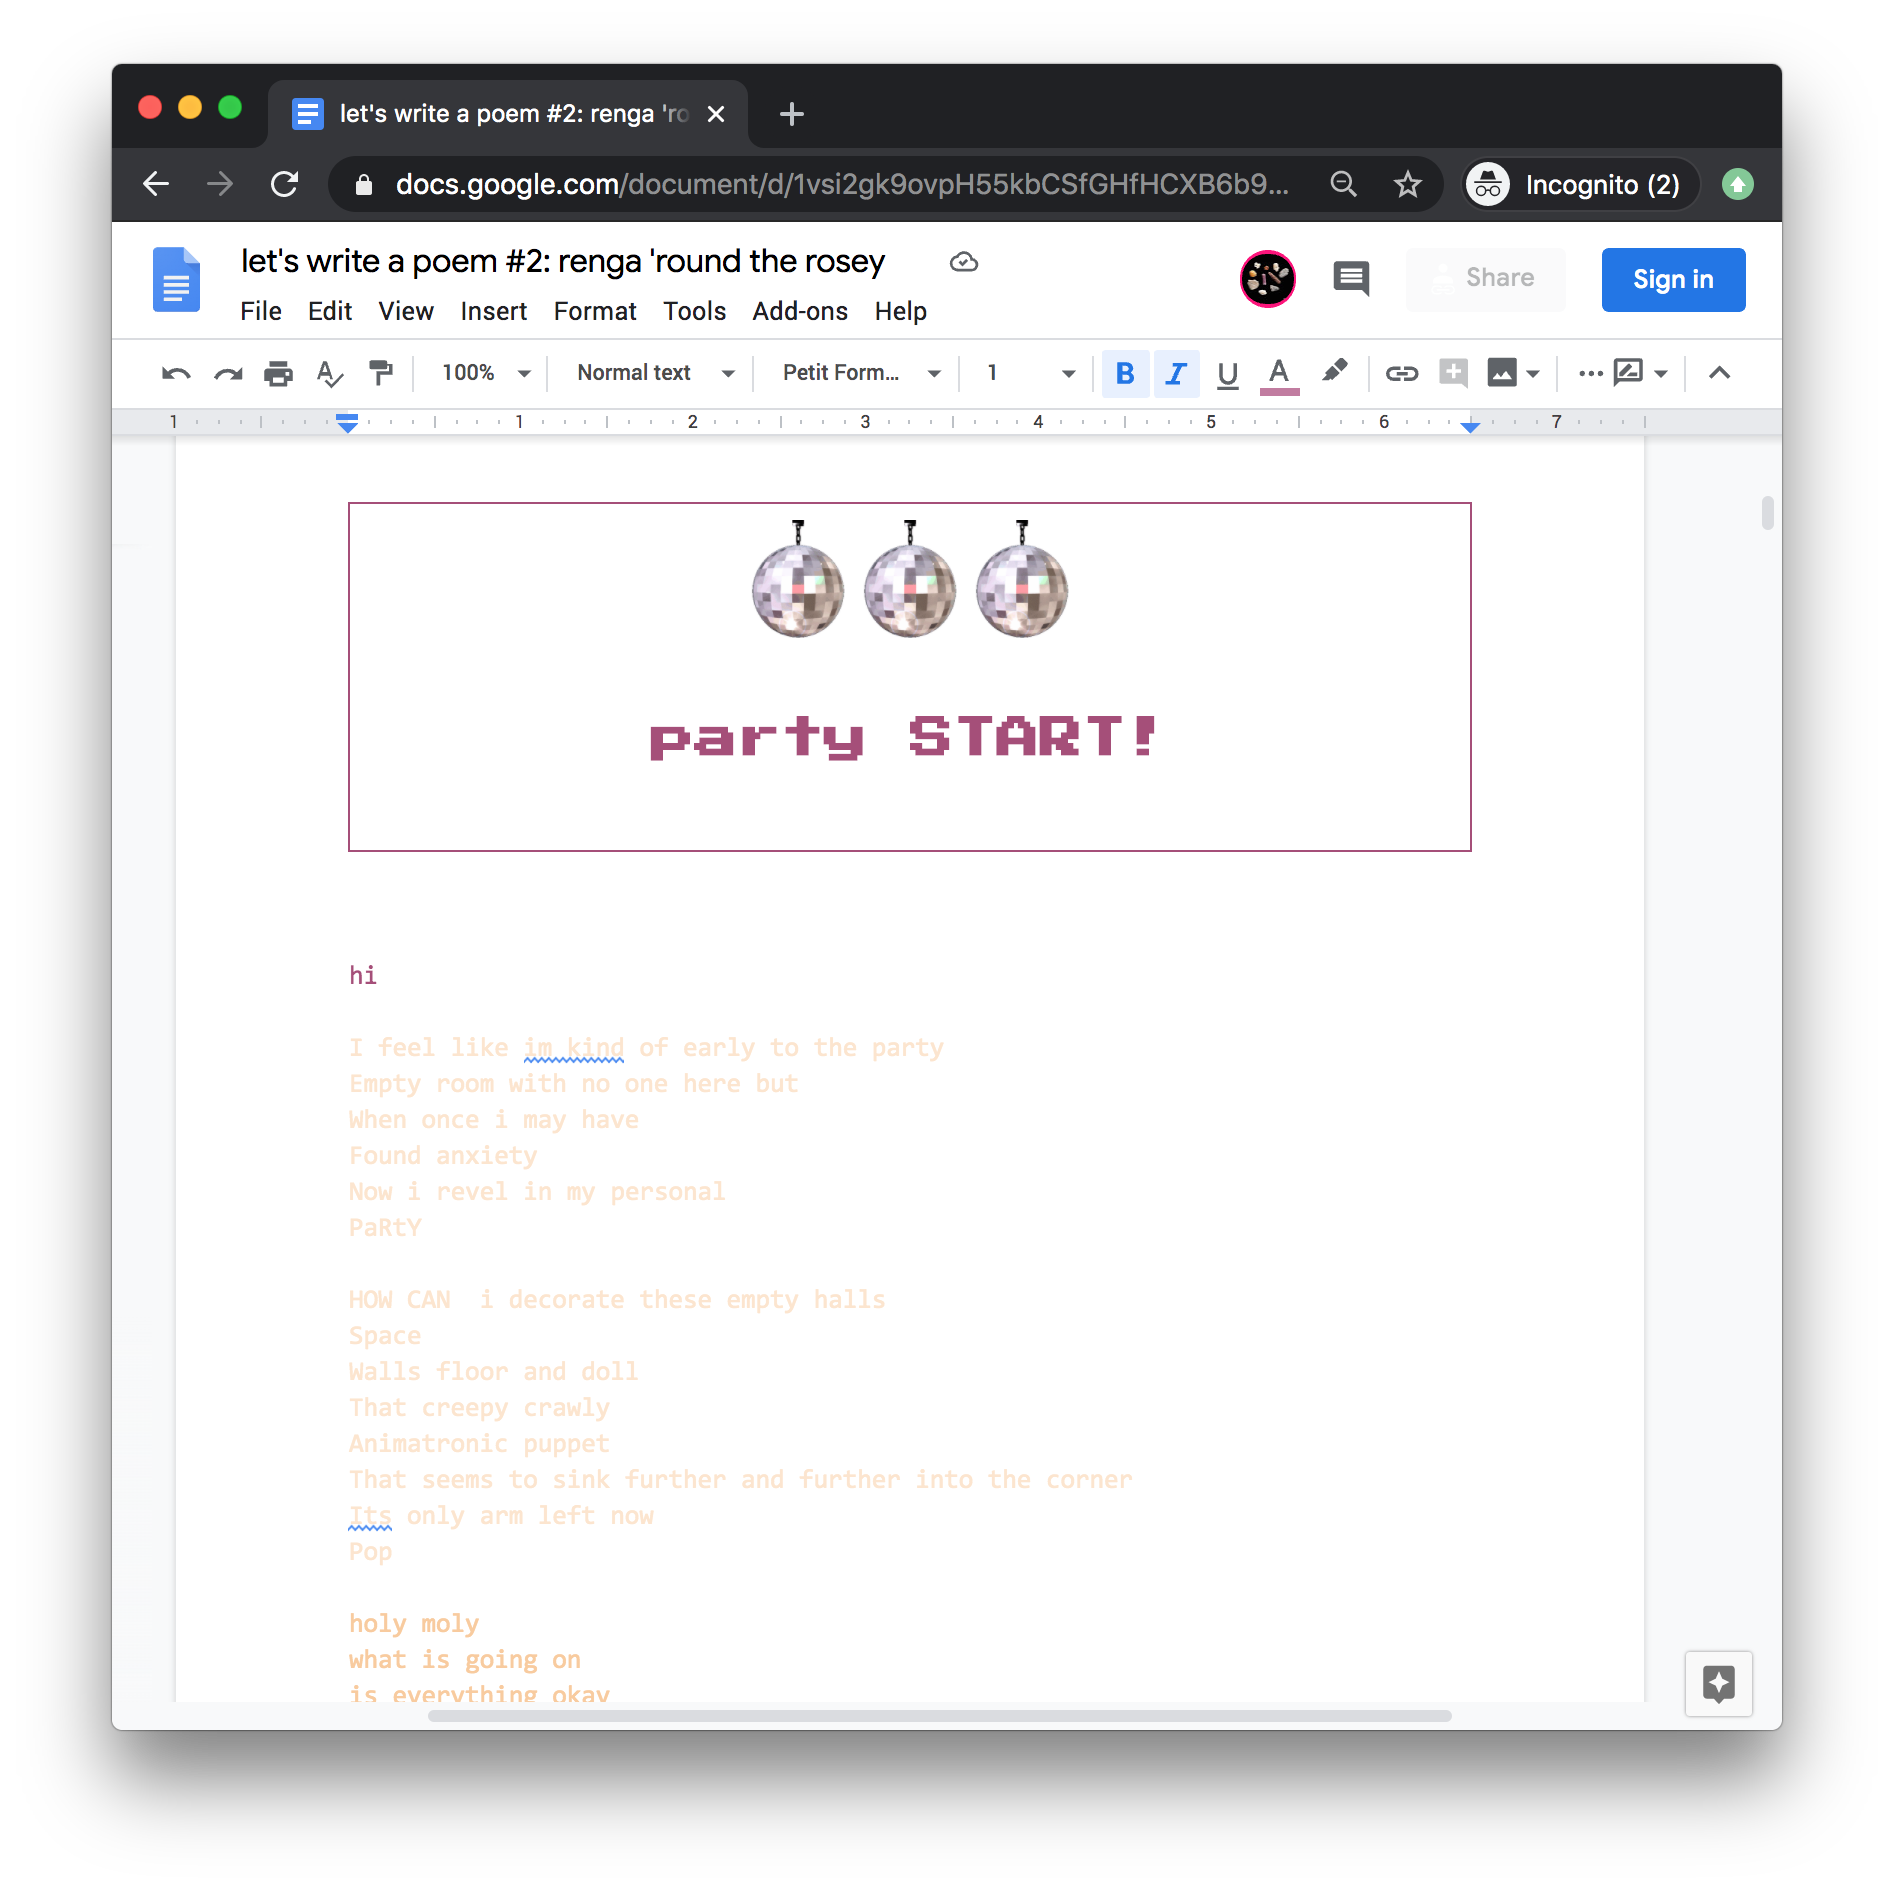 let's write a poem #2: renga 'ro
docs.google.com/document/d/1vsi2gk9ovpH55kbCSfGHfHCXB6b9...
Incognito (2)
let's write a poem #2: renga 'round the rosey
File Edit View Insert Format Tools Add-ons Help
Share
Sign in
100% Normal text Petit Form... 1 B I U A
1 1 2 3 4 5 6 7
party START!
hi
I feel like im kind of early to the party
Empty room with no one here but
When once i may have
Found anxiety
Now i revel in my personal
PaRtY
HOW CAN  i decorate these empty halls
Space
Walls floor and doll
That creepy crawly
Animatronic puppet
That seems to sink further and further into the corner
Its only arm left now
Pop
holy moly
what is going on
is everything okay